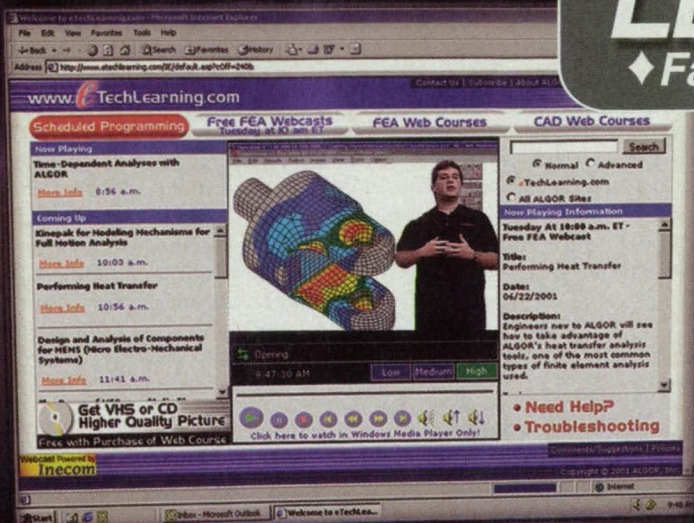 Welcome to eTechLearning.com - Microsoft Internet Explorer
File Edit View Favorites Tools Help
Back Search Favorites History
Address http://www.etechlearning.com/IE/default.asp?cOff=240b
Contact Us | Subscribe | About
www.eTechLearning.com
Scheduled Programming
Free FEA Webcasts
Tuesday at 10 am ET
FEA Web Courses
CAD Web Courses
Now Playing
Time-Dependent Analyses with
ALGOR
More Info 8:56 a.m.
Coming Up
Kinepak for Modeling Mechanisms for
Full Motion Analysis
More Info 10:03 a.m.
Performing Heat Transfer
More Info 10:56 a.m.
Design and Analysis of Components
for MEMS (Micro Electro-Mechanical
Systems)
More Info 11:41 a.m.
Get VHS or CD
Higher Quality Picture
Free with Purchase of Web Course
Webcast Powered by
Inecom
Opening
9:47:30 AM
Low Medium High
Click here to watch in Windows Media Player Only!
Search
Normal Advanced
eTechLearning.com
All ALGOR Sites
Now Playing Information
Tuesday At 10:00 a.m. ET -
Free FEA Webcast
Title:
Performing Heat Transfer
Date:
06/22/2001
Description:
Engineers new to ALGOR will see
how to take advantage of
ALGOR's heat transfer analysis
tools, one of the most common
types of finite element analysis
used.
• Need Help?
• Troubleshooting
Comments/Suggestions | Forums
Copyright © 2001 ALGOR, Inc.
Internet
Start
Inbox - Microsoft Outlook
Welcome to eTechLea...